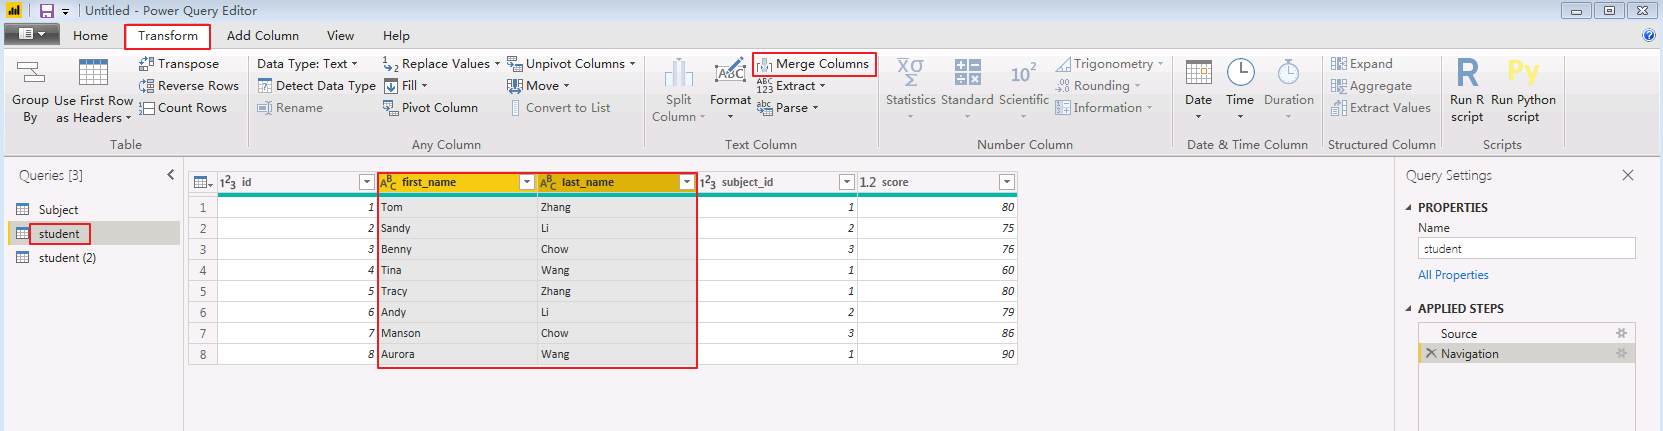 Untitled - Power Query Editor
Home Transform Add Column View Help
Transpose Data Type: Text Replace Values Unpivot Columns Merge Columns Trigonometry Expand
Reverse Rows Detect Data Type Fill Move Extract Rounding Aggregate
Count Rows Rename Pivot Column Convert to List Parse Information Extract Values
Group By Use First Row as Headers Split Column Format Statistics Standard Scientific Date Time Duration Run R script Run Python script
Table Any Column Text Column Number Column Date & Time Column Structured Column Scripts
Queries [3]
Subject
student
student (2)
id first_name last_name subject_id 1.2 score
1 1 Tom Zhang 1 80
2 2 Sandy Li 2 75
3 3 Benny Chow 3 76
4 4 Tina Wang 1 60
5 5 Tracy Zhang 1 80
6 6 Andy Li 2 79
7 7 Manson Chow 3 86
8 8 Aurora Wang 1 90
Query Settings
PROPERTIES
Name
student
All Properties
APPLIED STEPS
Source
Navigation